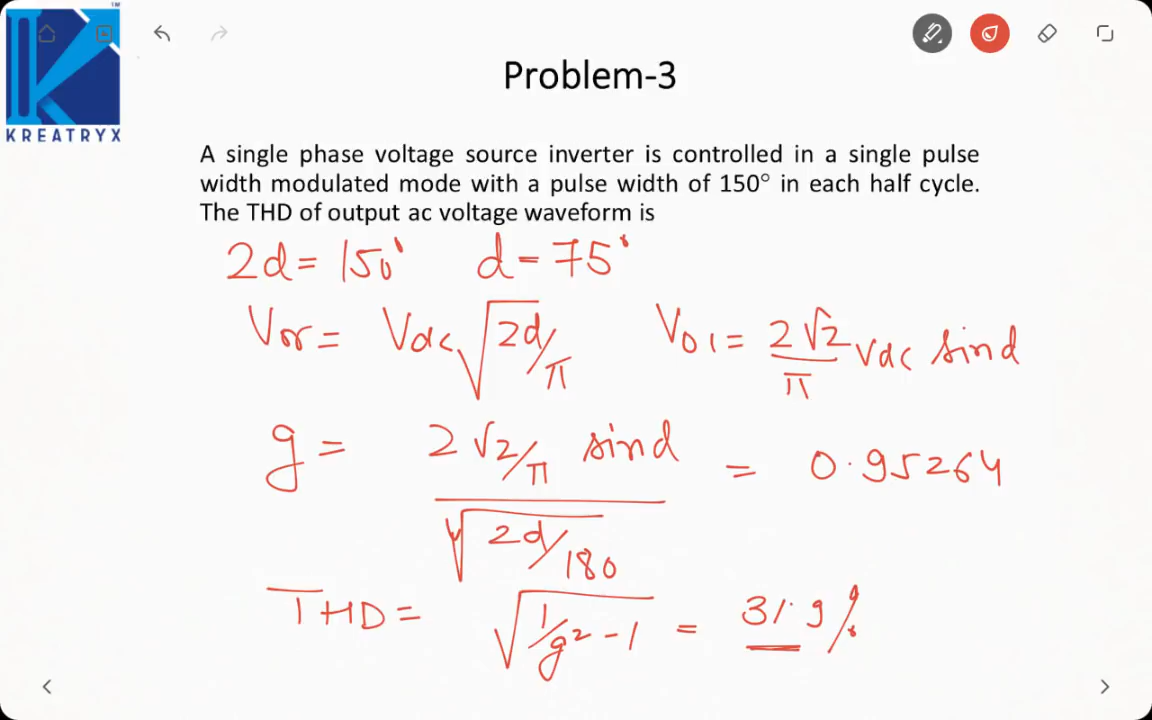 KREATRYX
Problem-3
A single phase voltage source inverter is controlled in a single pulse
width modulated mode with a pulse width of 150° in each half cycle.
The THD of output ac voltage waveform is
2d = 150° d = 75°
Vor = Vdc √2d/π Vo1 = 2√2/π Vdc sind
g = 2√2/π sind / √2d/180 = 0.95264
THD = √1/g² - 1 = 31.9%